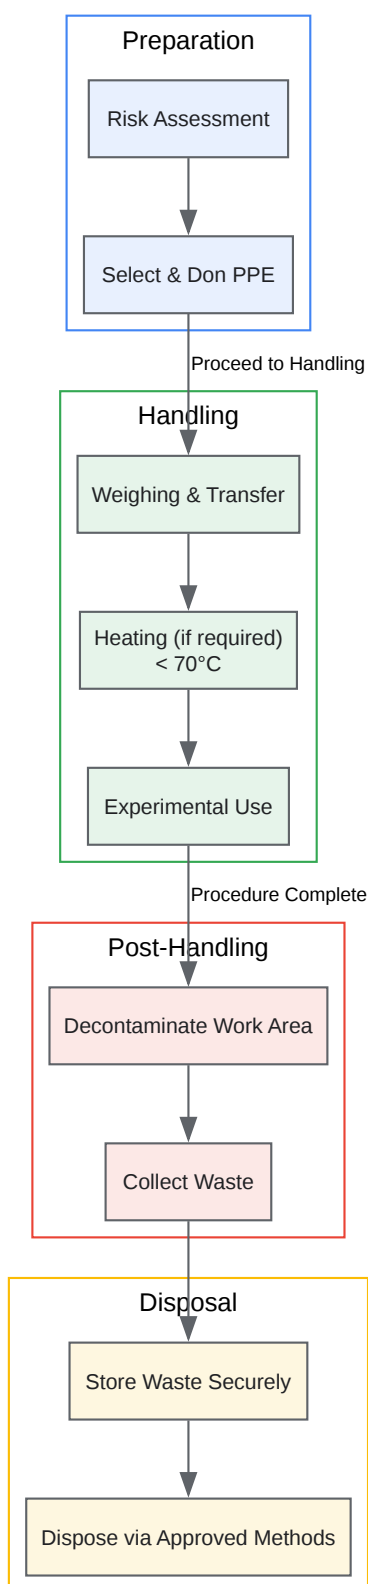 Preparation
Risk Assessment
Select & Don PPE
Proceed to Handling
Handling
Weighing & Transfer
Heating (if required)
< 70°C
Experimental Use
Procedure Complete
Post-Handling
Decontaminate Work Area
Collect Waste
Disposal
Store Waste Securely
Dispose via Approved Methods